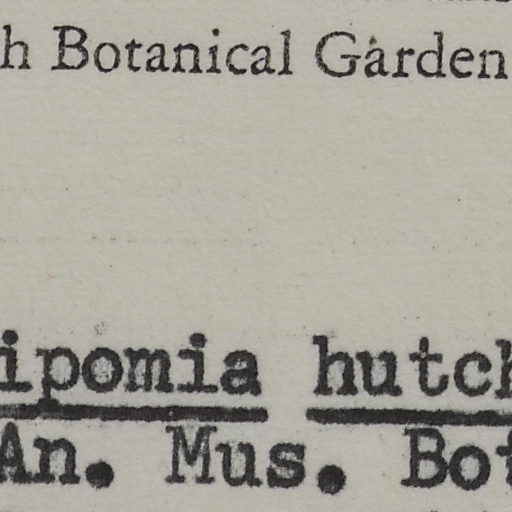 h Botanical Garden
ipomia hutch
An. Mus. Bot